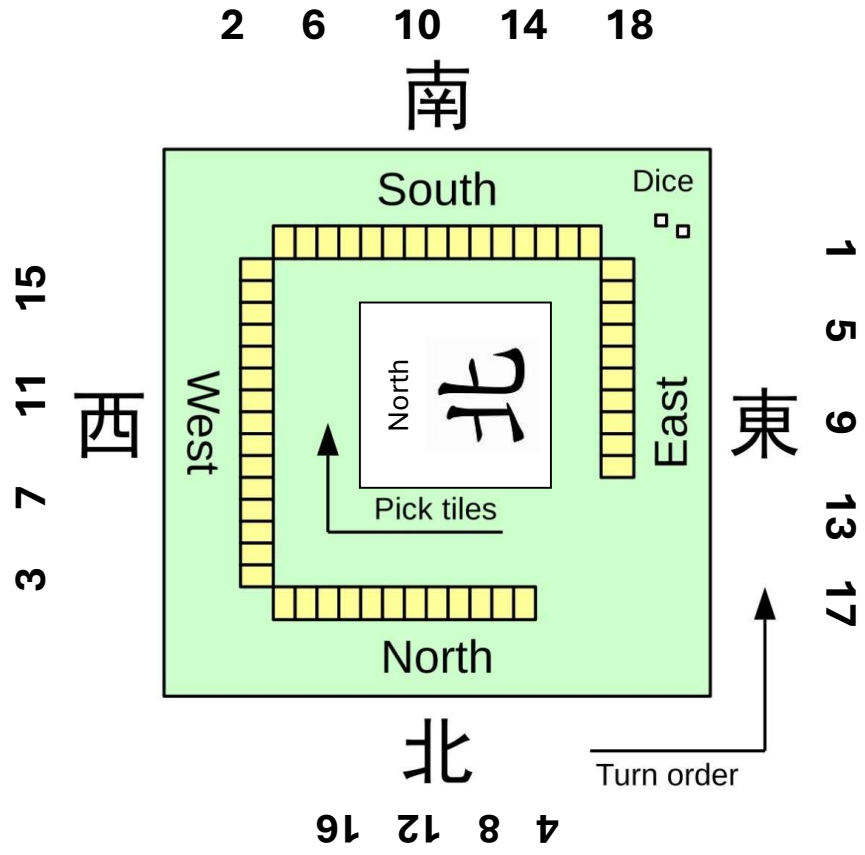 2 6 10 14 18
南
South
Dice
1
5
9
13
17
東
East
15
11
7
3
西
West
North
北
Pick tiles
North
北
Turn order
16 12 8 4